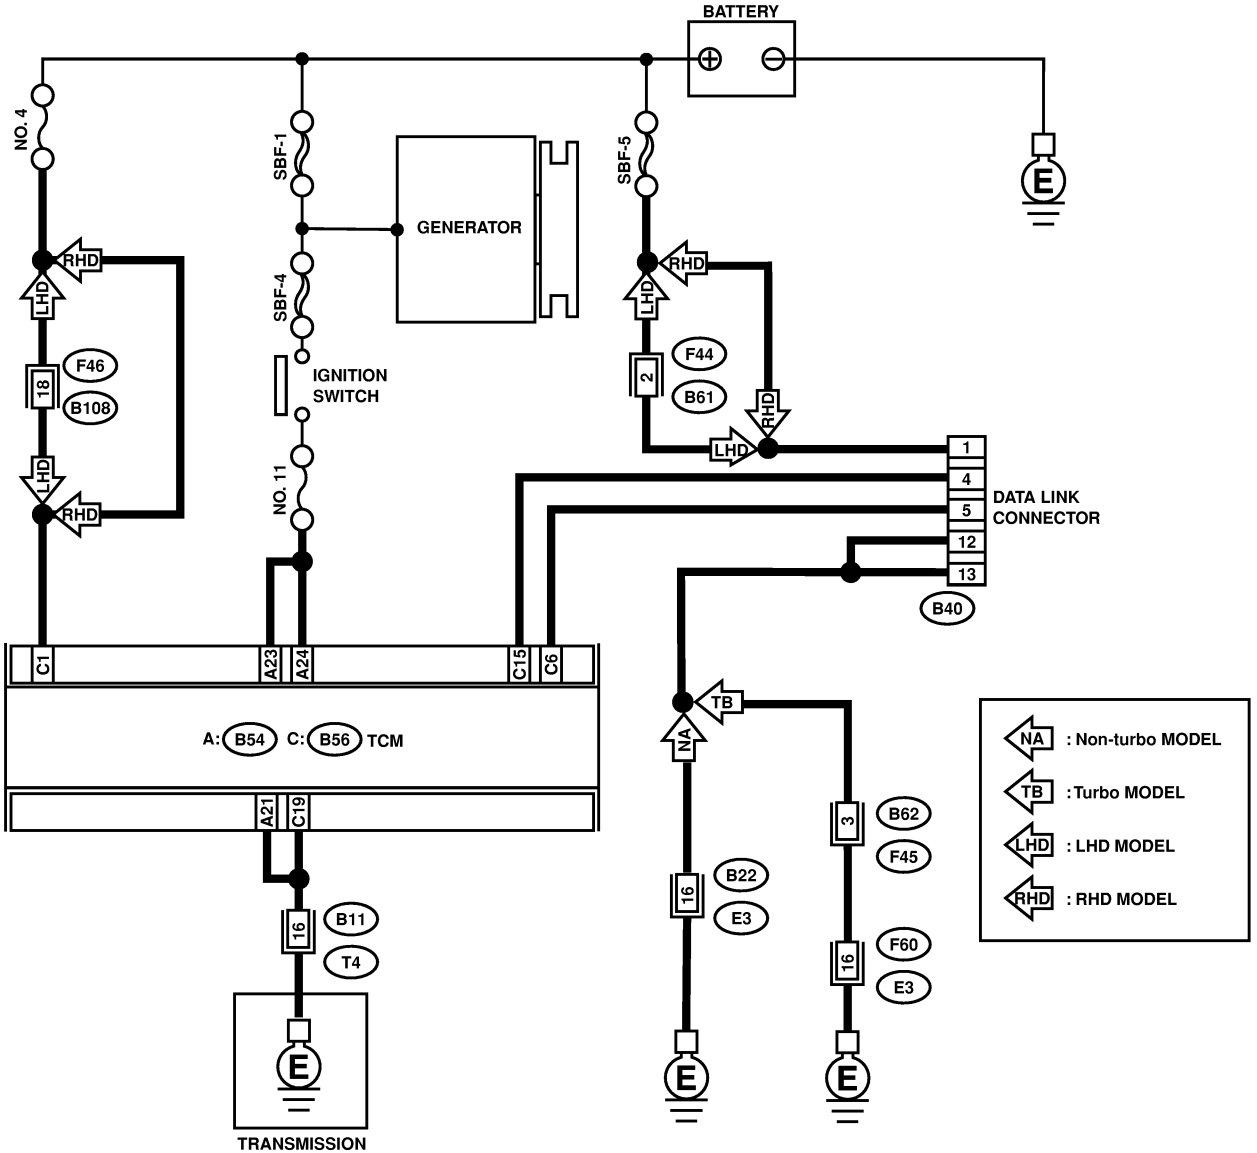 BATTERY
NO. 4
SBF-1
SBF-5
E
GENERATOR
RHD
RHD
LHD
SBF-4
LHD
F46
18
B108
IGNITION
SWITCH
F44
2
B61
RHD
LHD
LHD
RHD
NO. 11
1
4
5
12
13
DATA LINK
CONNECTOR
B40
C1
A23
A24
C15
C6
A: B54 C: B56 TCM
TB
NA
NA : Non-turbo MODEL
TB : Turbo MODEL
LHD : LHD MODEL
RHD : RHD MODEL
A21
C19
3
B62
F45
16
B22
E3
16
B11
T4
16
F60
E3
E
E
E
TRANSMISSION